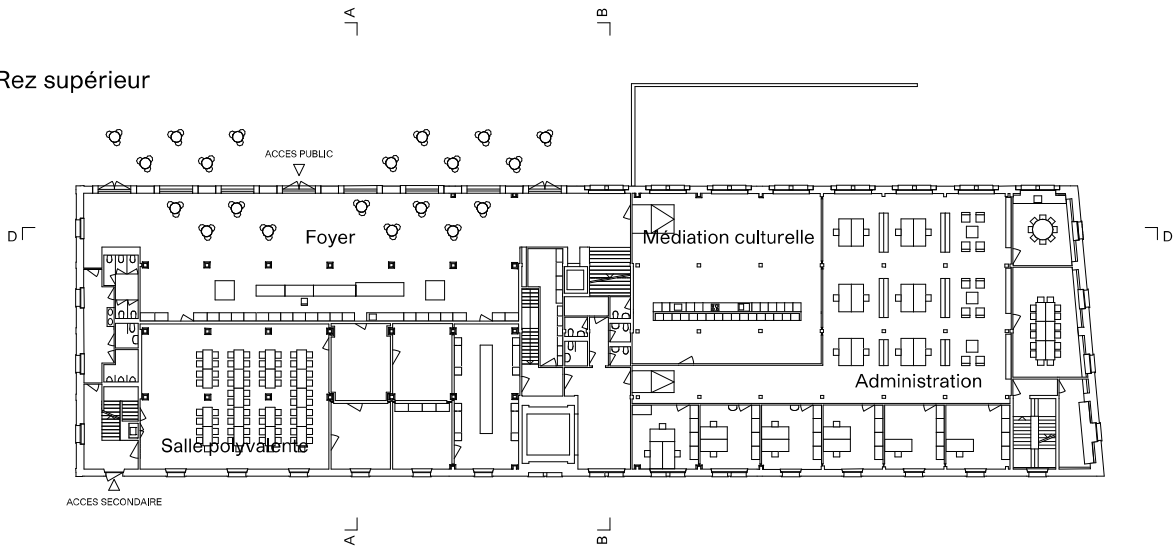 A
B
Rez supérieur
ACCES PUBLIC
D
D
Foyer
Médiation culturelle
Administration
Salle polyvalente
ACCES SECONDAIRE
A
B